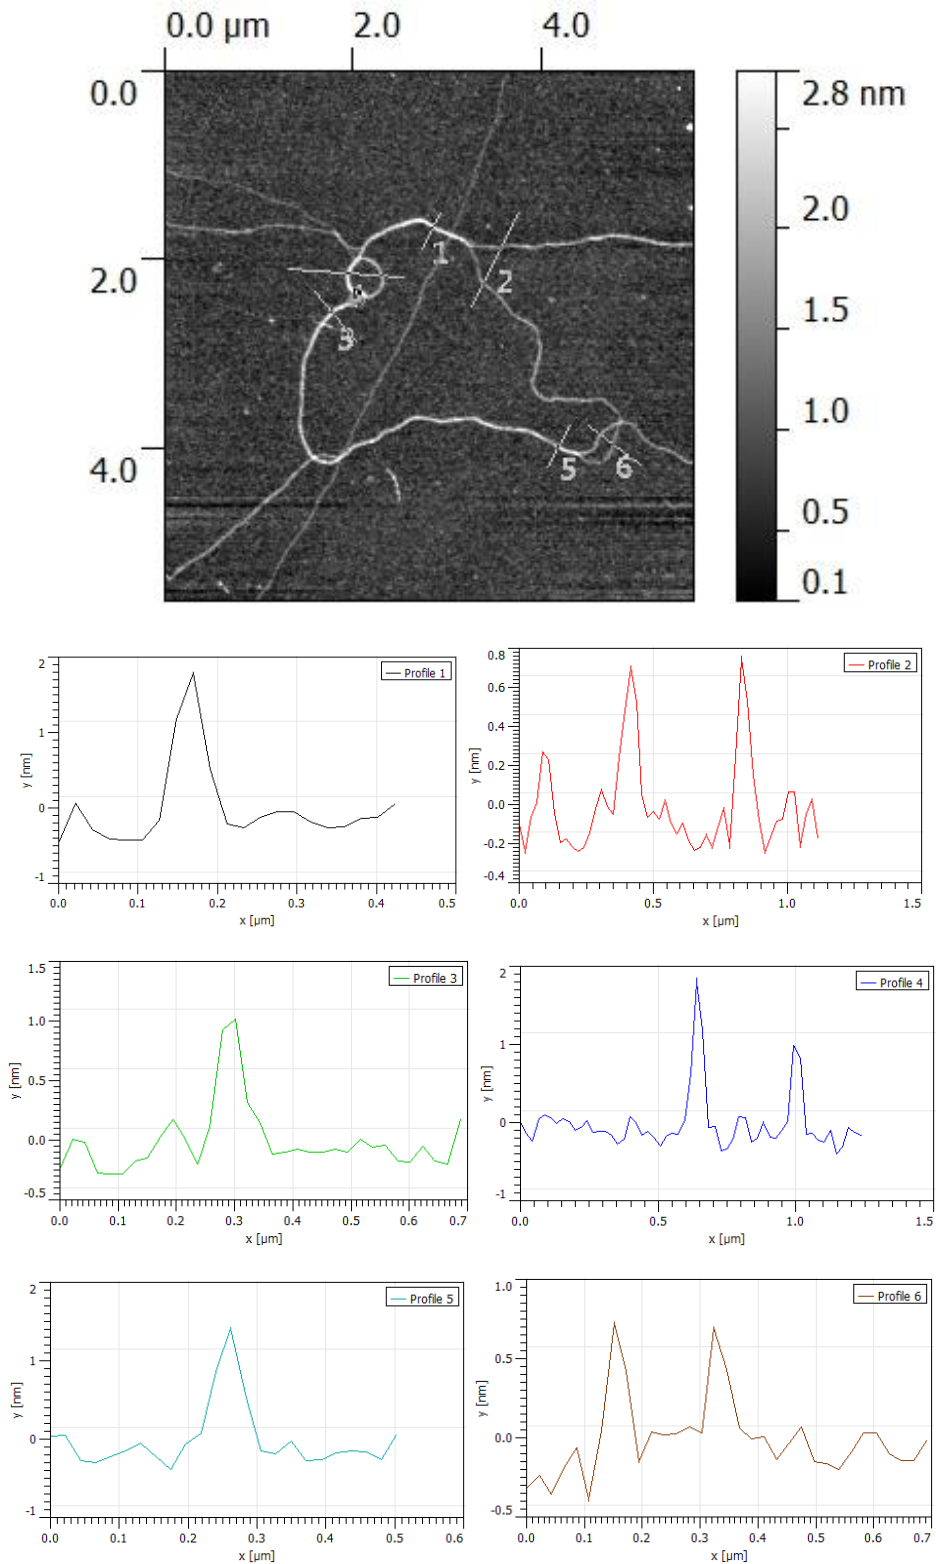 0.0 µm 2.0 4.0
0.0
2.0
4.0
1
2
3
4
5
6
2.8 nm
2.0
1.5
1.0
0.5
0.1
Profile 1
2
1
0
-1
y [nm]
0.0 0.1 0.2 0.3 0.4 0.5
x [µm]
Profile 2
0.8
0.6
0.4
0.2
0.0
-0.2
-0.4
y [nm]
0.0 0.5 1.0 1.5
x [µm]
Profile 3
1.5
1.0
0.5
0.0
-0.5
y [nm]
0.0 0.1 0.2 0.3 0.4 0.5 0.6 0.7
x [µm]
Profile 4
2
1
0
-1
y [nm]
0.0 0.5 1.0 1.5
x [µm]
Profile 5
2
1
0
-1
y [nm]
0.0 0.1 0.2 0.3 0.4 0.5 0.6
x [µm]
Profile 6
1.0
0.5
0.0
-0.5
y [nm]
0.0 0.1 0.2 0.3 0.4 0.5 0.6 0.7
x [µm]